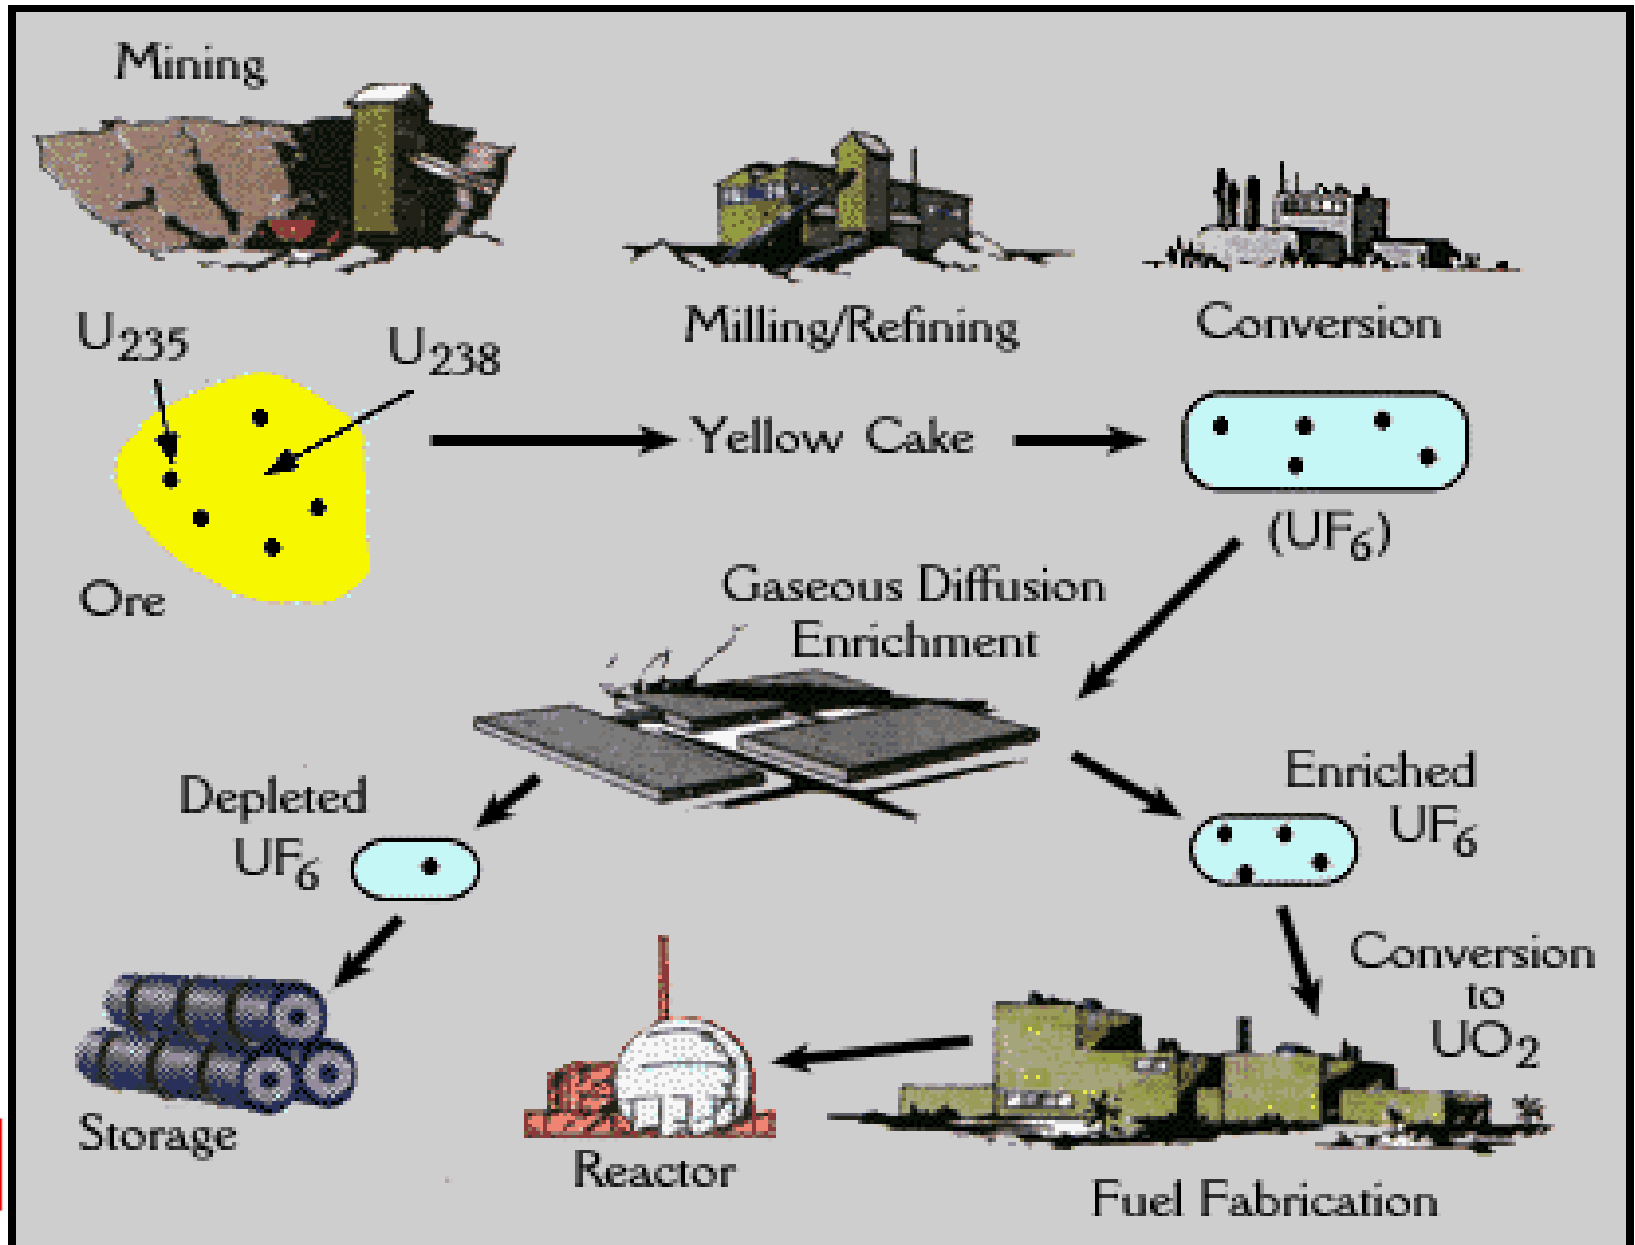 Mining
Milling/Refining
Conversion
U235
U238
Yellow Cake
(UF6)
Ore
Gaseous Diffusion
Enrichment
Depleted
UF6
Enriched
UF6
Conversion
to
UO2
Storage
Reactor
Fuel Fabrication